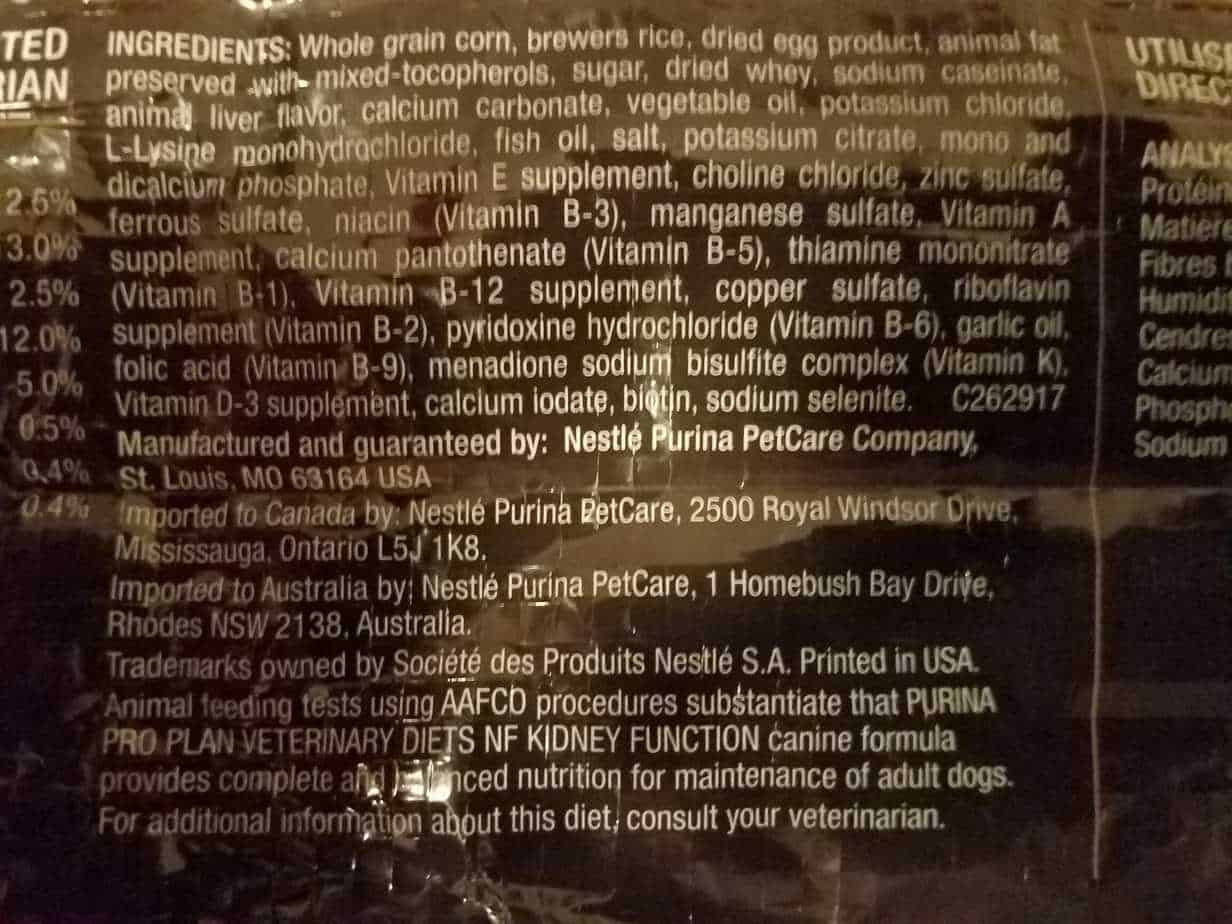 TED
RIAN
2.5%
3.0%
2.5%
12.0%
5.0%
0.5%
0.4%
0.4%
INGREDIENTS: Whole grain corn, brewers rice, dried egg product, animal fat
preserved with mixed-tocopherols, sugar, dried whey, sodium caseinate,
animal liver flavor, calcium carbonate, vegetable oil, potassium chloride,
L-Lysine monohydrochloride, fish oil, salt, potassium citrate, mono and
dicalcium phosphate, Vitamin E supplement, choline chloride, zinc sulfate,
ferrous sulfate, niacin (Vitamin B-3), manganese sulfate, Vitamin A
supplement, calcium pantothenate (Vitamin B-5), thiamine mononitrate
(Vitamin B-1), Vitamin B-12 supplement, copper sulfate, riboflavin
supplement (Vitamin B-2), pyridoxine hydrochloride (Vitamin B-6), garlic oil,
folic acid (Vitamin B-9), menadione sodium bisulfite complex (Vitamin K),
Vitamin D-3 supplement, calcium iodate, biotin, sodium selenite. C262917
Manufactured and guaranteed by: Nestlé Purina PetCare Company,
St. Louis, MO 63164 USA
Imported to Canada by: Nestlé Purina PetCare, 2500 Royal Windsor Drive,
Mississauga, Ontario L5J 1K8.
Imported to Australia by: Nestlé Purina PetCare, 1 Homebush Bay Drive,
Rhodes NSW 2138, Australia.
Trademarks owned by Société des Produits Nestlé S.A. Printed in USA.
Animal feeding tests using AAFCO procedures substantiate that PURINA
PRO PLAN VETERINARY DIETS NF KIDNEY FUNCTION canine formula
provides complete and balanced nutrition for maintenance of adult dogs.
For additional information about this diet, consult your veterinarian.
UTILIS
DIREC
ANALY
Protéin
Matièr
Fibres
Humid
Cendre
Calcium
Phosph
Sodium